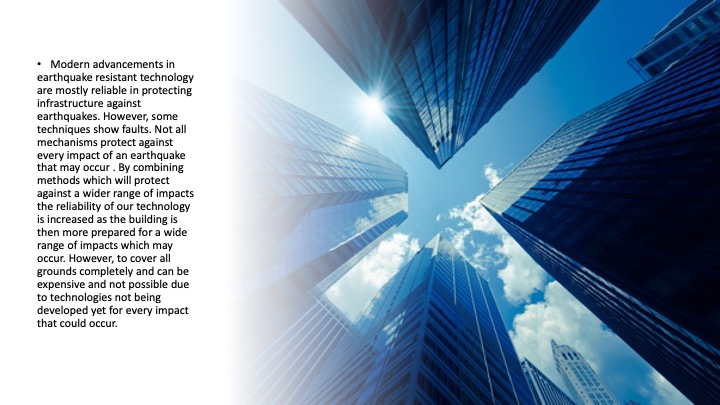 • Modern advancements in
earthquake resistant technology
are mostly reliable in protecting
infrastructure against
earthquakes. However, some
techniques show faults. Not all
mechanisms protect against
every impact of an earthquake
that may occur . By combining
methods which will protect
against a wider range of impacts
the reliability of our technology
is increased as the building is
then more prepared for a wide
range of impacts which may
occur. However, to cover all
grounds completely and can be
expensive and not possible due
to technologies not being
developed yet for every impact
that could occur.